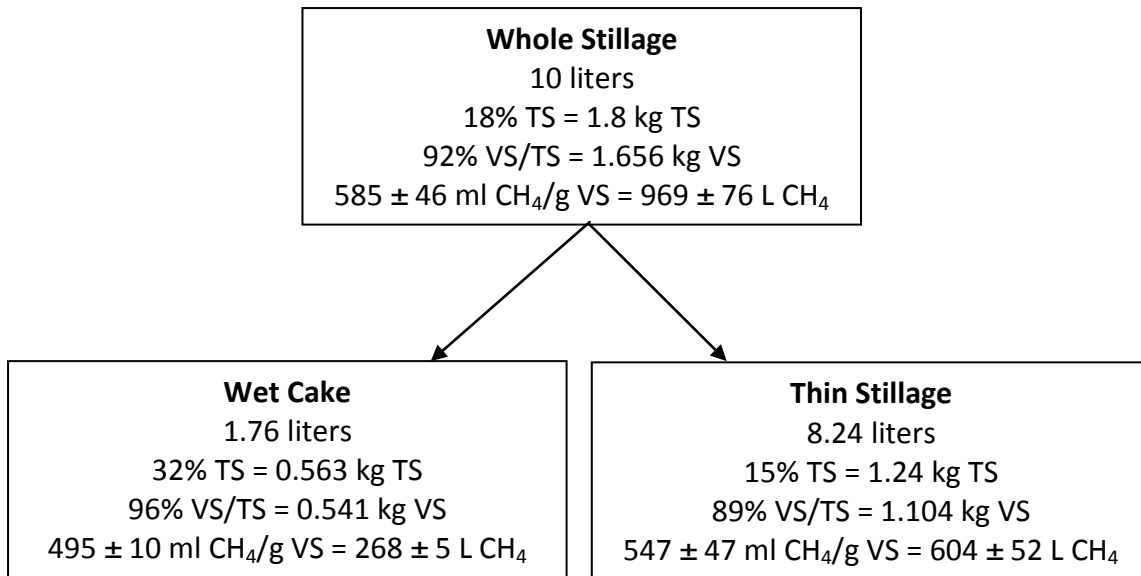 Whole Stillage
10 liters
18% TS = 1.8 kg TS
92% VS/TS = 1.656 kg VS
585 ± 46 ml CH₄/g VS = 969 ± 76 L CH₄
Wet Cake
1.76 liters
32% TS = 0.563 kg TS
96% VS/TS = 0.541 kg VS
495 ± 10 ml CH₄/g VS = 268 ± 5 L CH₄
Thin Stillage
8.24 liters
15% TS = 1.24 kg TS
89% VS/TS = 1.104 kg VS
547 ± 47 ml CH₄/g VS = 604 ± 52 L CH₄